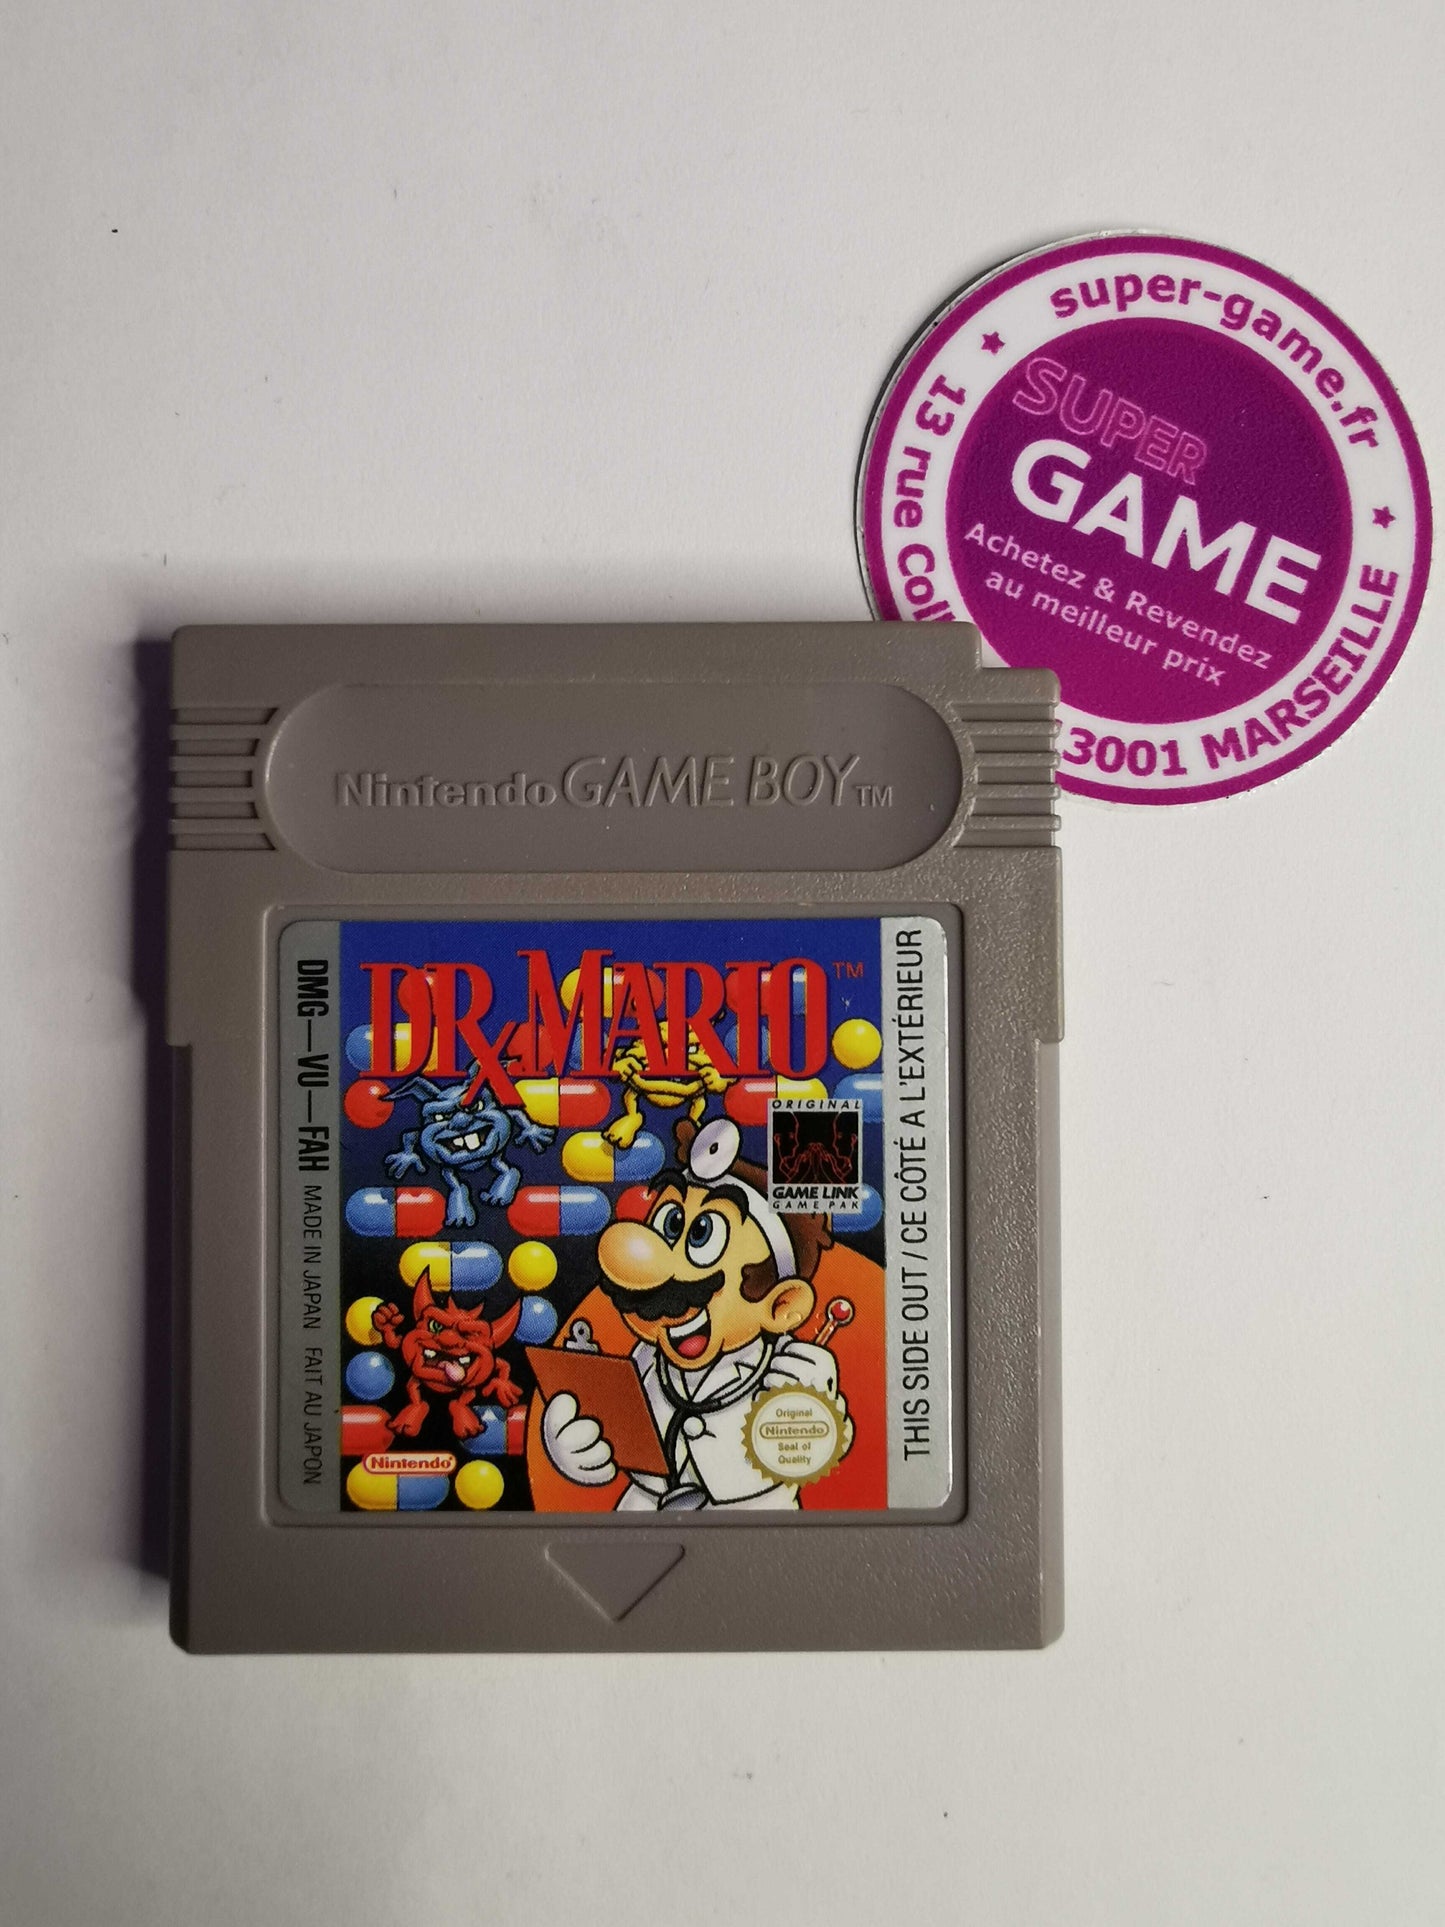 super-game.fr
13 rue
13001 MARSEILLE
SUPER
GAME
Achetez & Revendez
au meilleur prix
Nintendo GAME BOY TM
DMG-VU-FAH MADE IN JAPAN FAIT AU JAPON
DR. MARIO TM
ORIGINAL
GAME LINK
GAME PAK
Original
Nintendo
Seal of
Quality
Nintendo
THIS SIDE OUT / CE CÔTÉ A L'EXTÉRIEUR